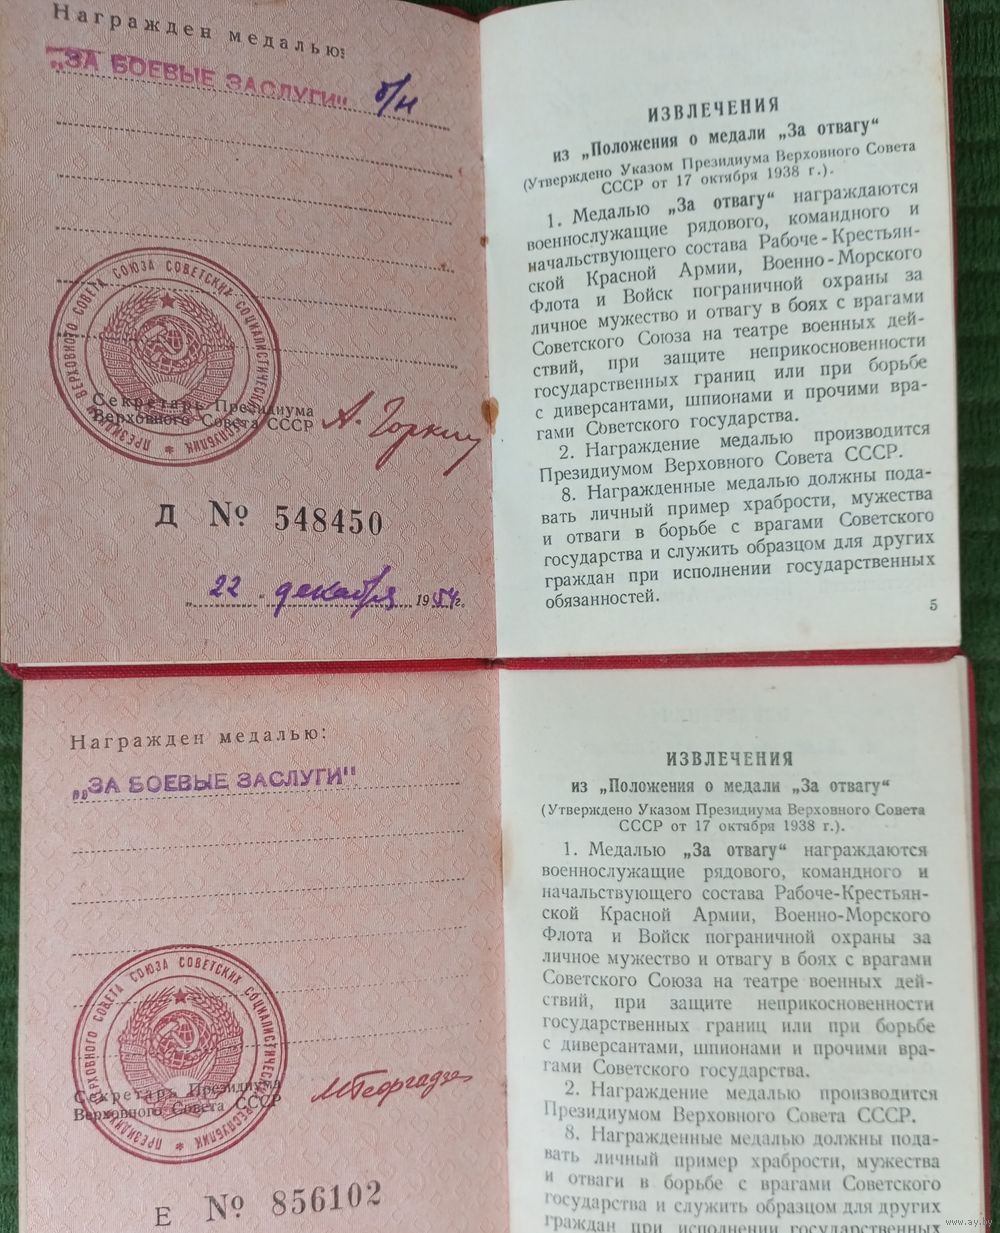 Награжден медалью:
„ЗА БОЕВЫЕ ЗАСЛУГИ" б/н
ПРЕЗИДИУМ ВЕРХОВНОГО СОВЕТА СОЮЗА СОВЕТСКИХ СОЦИАЛИСТИЧЕСКИХ РЕСПУБЛИК *
Секретарь Президиума
Верховного Совета СССР А. Горкин
Д № 548450
„ 22 " декабря 1954 г.
ИЗВЛЕЧЕНИЯ
из „Положения о медали „За отвагу"
(Утверждено Указом Президиума Верховного Совета
СССР от 17 октября 1938 г.).
1. Медалью „За отвагу" награждаются
военнослужащие рядового, командного и
начальствующего состава Рабоче-Крестьян-
ской Красной Армии, Военно-Морского
Флота и Войск пограничной охраны за
личное мужество и отвагу в боях с врагами
Советского Союза на театре военных дей-
ствий, при защите неприкосновенности
государственных границ или при борьбе
с диверсантами, шпионами и прочими вра-
гами Советского государства.
2. Награждение медалью производится
Президиумом Верховного Совета СССР.
8. Награжденные медалью должны пода-
вать личный пример храбрости, мужества
и отваги в борьбе с врагами Советского
государства и служить образцом для других
граждан при исполнении государственных
обязанностей.
5
Награжден медалью:
„ЗА БОЕВЫЕ ЗАСЛУГИ"
ПРЕЗИДИУМ ВЕРХОВНОГО СОВЕТА СОЮЗА СОВЕТСКИХ СОЦИАЛИСТИЧЕСКИХ РЕСПУБЛИК *
Секретарь Президиума
Верховного Совета СССР МГеоргадзе
Е № 856102
ИЗВЛЕЧЕНИЯ
из „Положения о медали „За отвагу"
(Утверждено Указом Президиума Верховного Совета
СССР от 17 октября 1938 г.).
1. Медалью „За отвагу" награждаются
военнослужащие рядового, командного и
начальствующего состава Рабоче-Крестьян-
ской Красной Армии, Военно-Морского
Флота и Войск пограничной охраны за
личное мужество и отвагу в боях с врагами
Советского Союза на театре военных дей-
ствий, при защите неприкосновенности
государственных границ или при борьбе
с диверсантами, шпионами и прочими вра-
гами Советского государства.
2. Награждение медалью производится
Президиумом Верховного Совета СССР.
8. Награжденные медалью должны пода-
вать личный пример храбрости, мужества
и отваги в борьбе с врагами Советского
государства и служить образцом для других
граждан при исполнении государственных
www.ay.by